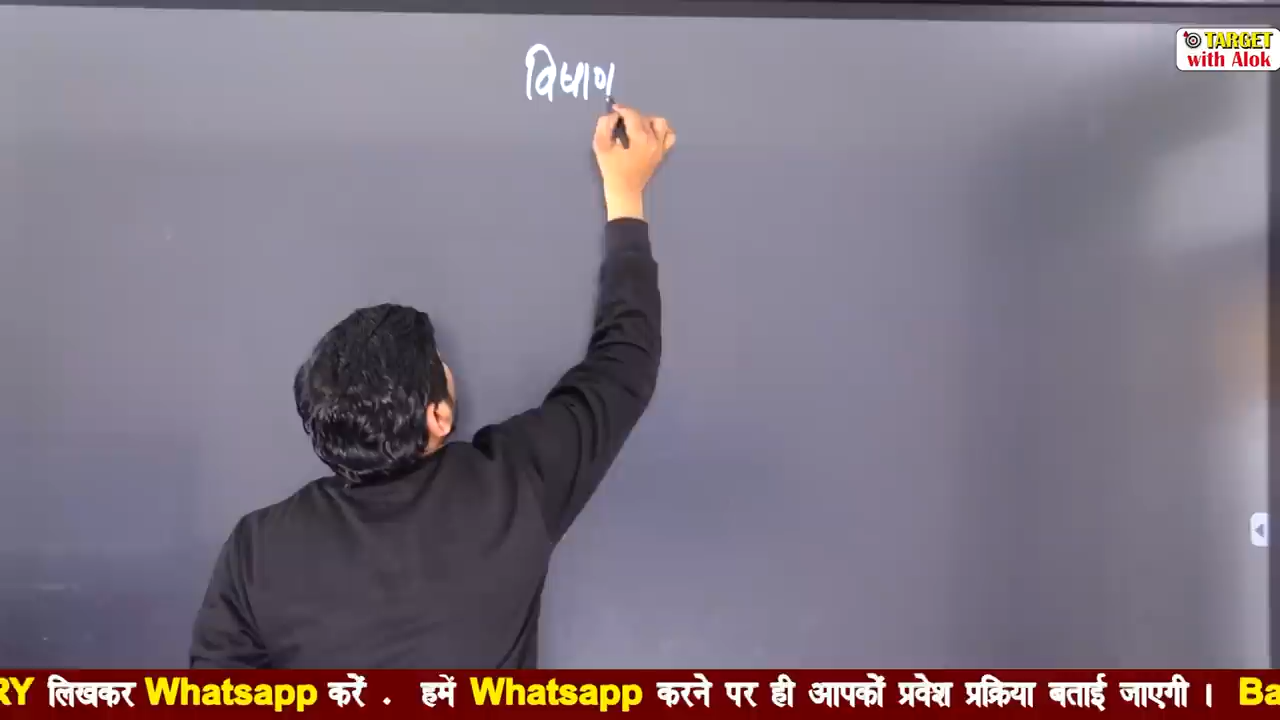 विषाण
TARGET
with Alok
RY लिखकर Whatsapp करें . हमें Whatsapp करने पर ही आपकों प्रवेश प्रक्रिया बताई जाएगी । Ba